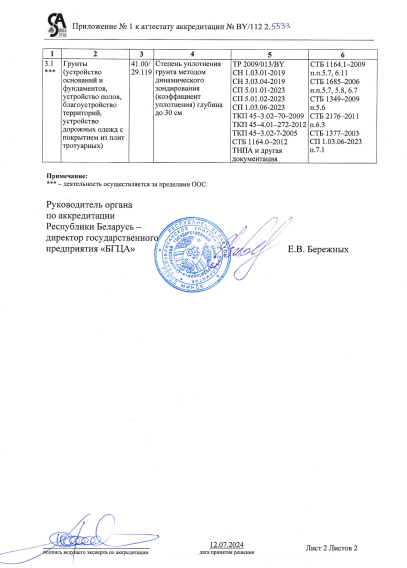 Приложение № 1 к аттестату аккредитации № BY/112 2.5533
1 2 3 4 5 6
3.1
***
Грунты
(устройство
оснований и
фундаментов,
устройство полов,
благоустройство
территорий,
устройство
дорожных одежд с
покрытием из плит
тротуарных)
41.00/
29.119
Степень уплотнения
грунта методом
динамического
зондирования
(коэффициент
уплотнения) глубина
до 30 см
ТР 2009/013/BY
СН 1.03.01-2019
СН 3.03.04-2019
СП 5.01.01-2023
СП 5.01.02-2023
СП 1.03.06-2023
ТКП 45–3.02–70–2009
ТКП 45–4.01–272-2012
ТКП 45–3.02-7-2005
СТБ 1164.0–2012
ТНПА и другая
документация
СТБ 1164.1–2009
п.п.5.7, 6.11
СТБ 1685–2006
п.п.5.7, 5.8, 6.7
СТБ 1349–2009
п.5.6
СТБ 2176–2011
п.6.3
СТБ 1377–2003
СП 1.03.06-2023
п.7.1
Примечание:
*** – деятельность осуществляется за пределами ООС.
Руководитель органа
по аккредитации
Республики Беларусь –
директор государственного
предприятия «БГЦА»
Е.В. Бережных
подпись ведущего эксперта по аккредитации
12.07.2024
дата принятия решения
Лист 2 Листов 2